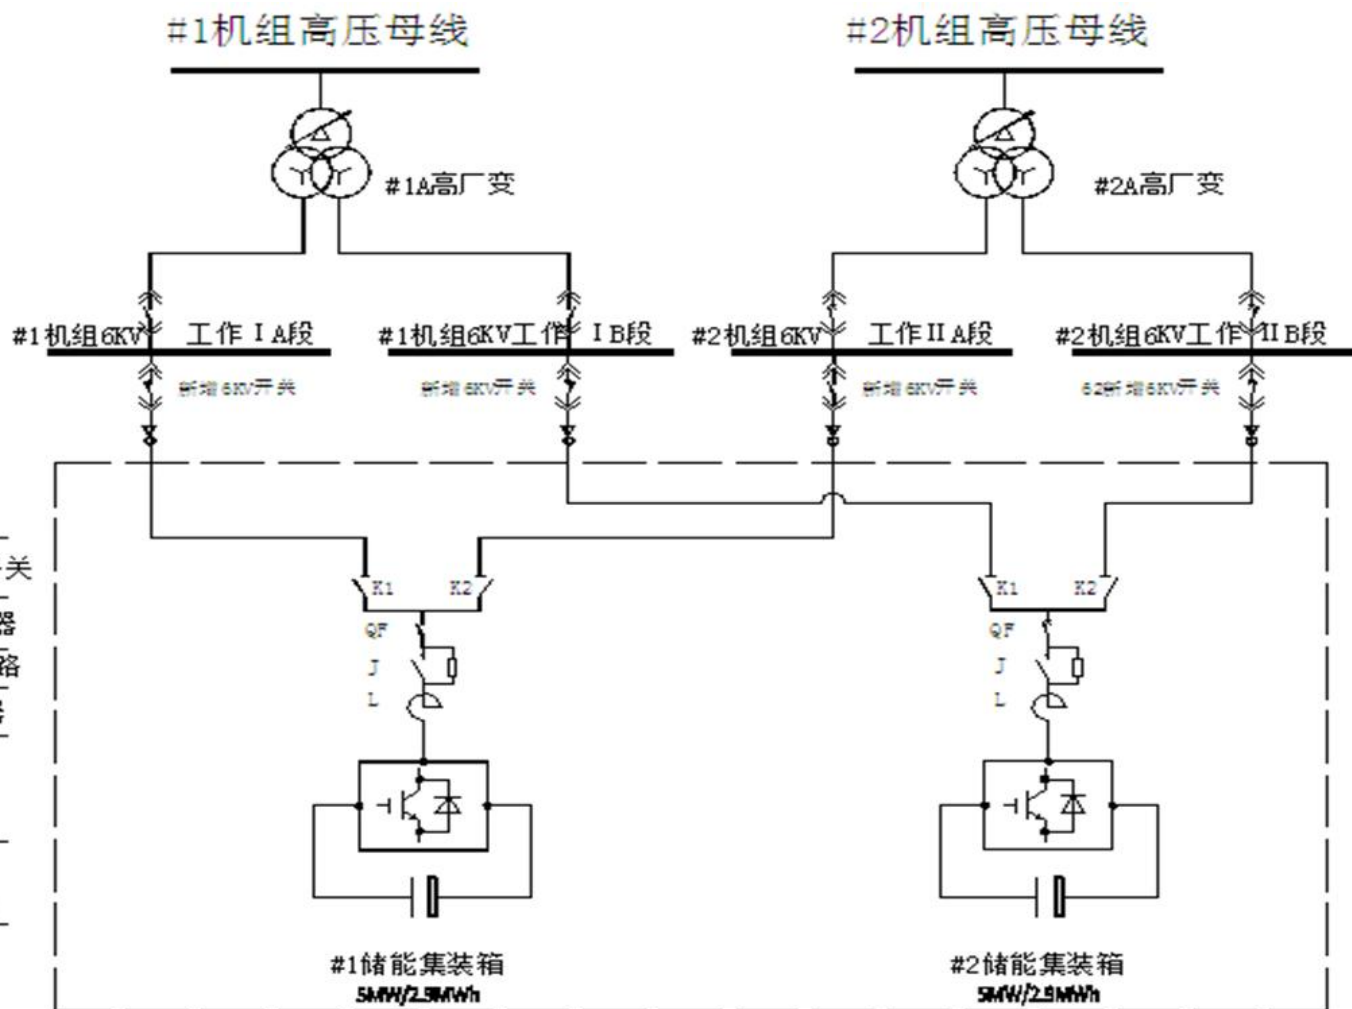 #1机组高压母线
#2机组高压母线
#1A高厂变
#2A高厂变
#1机组6KV 工作ⅠA段
#1机组6KV工作 ⅠB段
#2机组6KV 工作ⅡA段
#2机组6KV工作 ⅡB段
新增6KV开关
新增6KV开关
新增6KV开关
62新增6KV开关
关
器
路
K1
K2
K1
K2
QF
J
L
QF
J
L
#1储能集装箱
5MW/2.9MWh
#2储能集装箱
5MW/2.9MWh